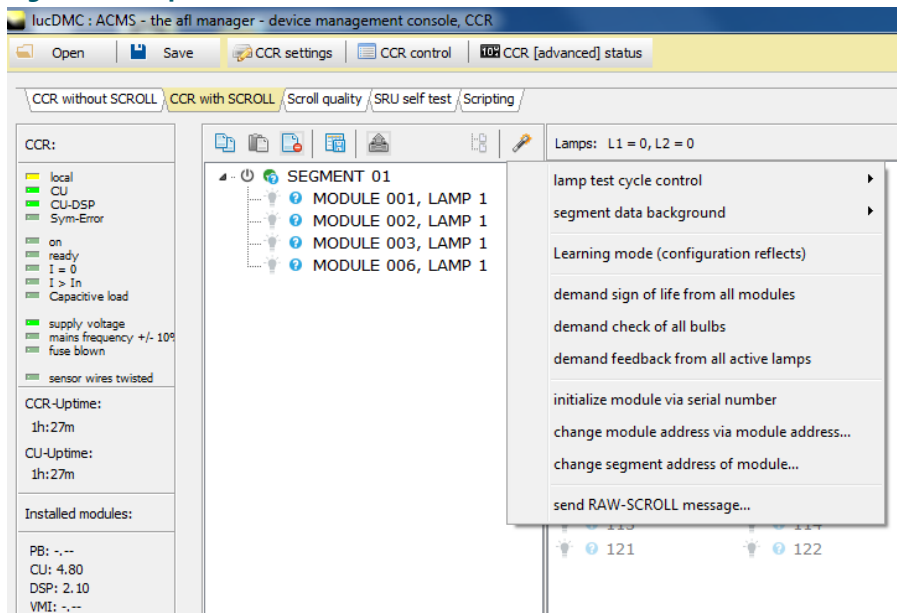 lucDMC : ACMS - the afl manager - device management console, CCR
Open Save CCR settings CCR control CCR [advanced] status
CCR without SCROLL CCR with SCROLL Scroll quality SRU self test Scripting
CCR:
local
CU
CU-DSP
Sym-Error
on
ready
I = 0
I > In
Capacitive load
supply voltage
mains frequency +/- 10%
fuse blown
sensor wires twisted
CCR-Uptime:
1h:27m
CU-Uptime:
1h:27m
Installed modules:
PB: -.--
CU: 4.80
DSP: 2.10
VMI: -.--
SEGMENT 01
MODULE 001, LAMP 1
MODULE 002, LAMP 1
MODULE 003, LAMP 1
MODULE 006, LAMP 1
Lamps: L1 = 0, L2 = 0
lamp test cycle control
segment data background
Learning mode (configuration reflects)
demand sign of life from all modules
demand check of all bulbs
demand feedback from all active lamps
initialize module via serial number
change module address via module address...
change segment address of module...
send RAW-SCROLL message...
113 114
121 122